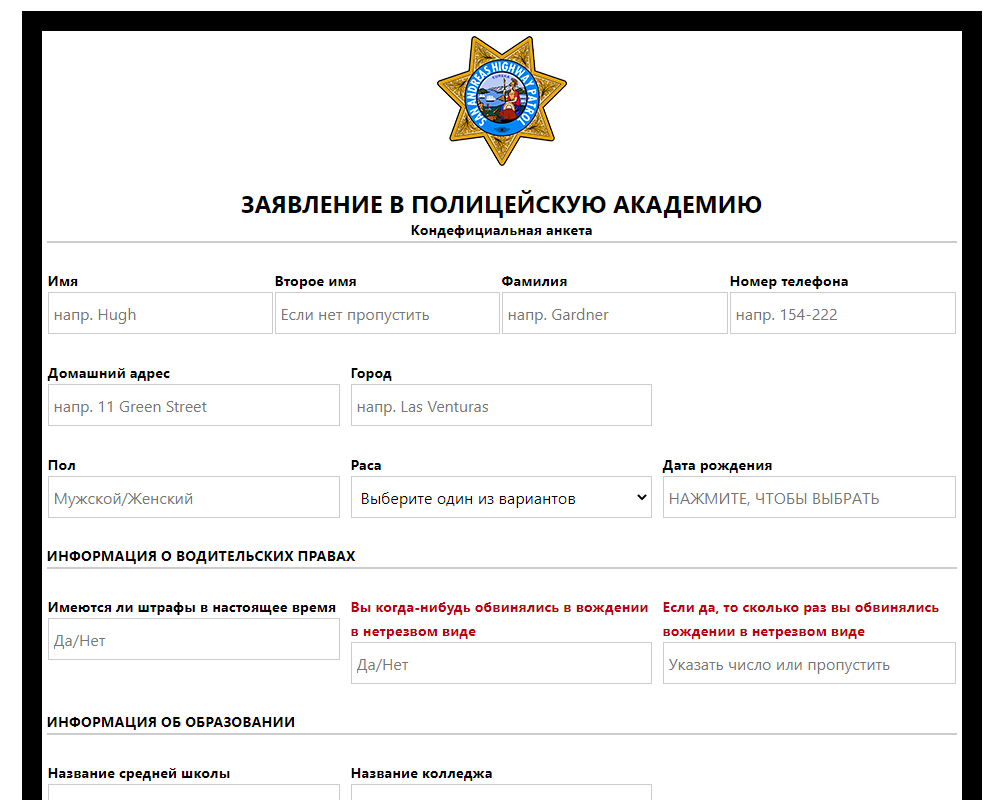 SAN ANDREAS HIGHWAY PATROL
EUREKA
ЗАЯВЛЕНИЕ В ПОЛИЦЕЙСКУЮ АКАДЕМИЮ
Кондефициальная анкета
Имя Второе имя Фамилия Номер телефона
напр. Hugh Если нет пропустить напр. Gardner напр. 154-222
Домашний адрес Город
напр. 11 Green Street напр. Las Venturas
Пол Раса Дата рождения
Мужской/Женский Выберите один из вариантов НАЖМИТЕ, ЧТОБЫ ВЫБРАТЬ
ИНФОРМАЦИЯ О ВОДИТЕЛЬСКИХ ПРАВАХ
Имеются ли штрафы в настоящее время Вы когда-нибудь обвинялись в вождении Если да, то сколько раз вы обвинялись
в нетрезвом виде вождении в нетрезвом виде
Да/Нет Да/Нет Указать число или пропустить
ИНФОРМАЦИЯ ОБ ОБРАЗОВАНИИ
Название средней школы Название колледжа